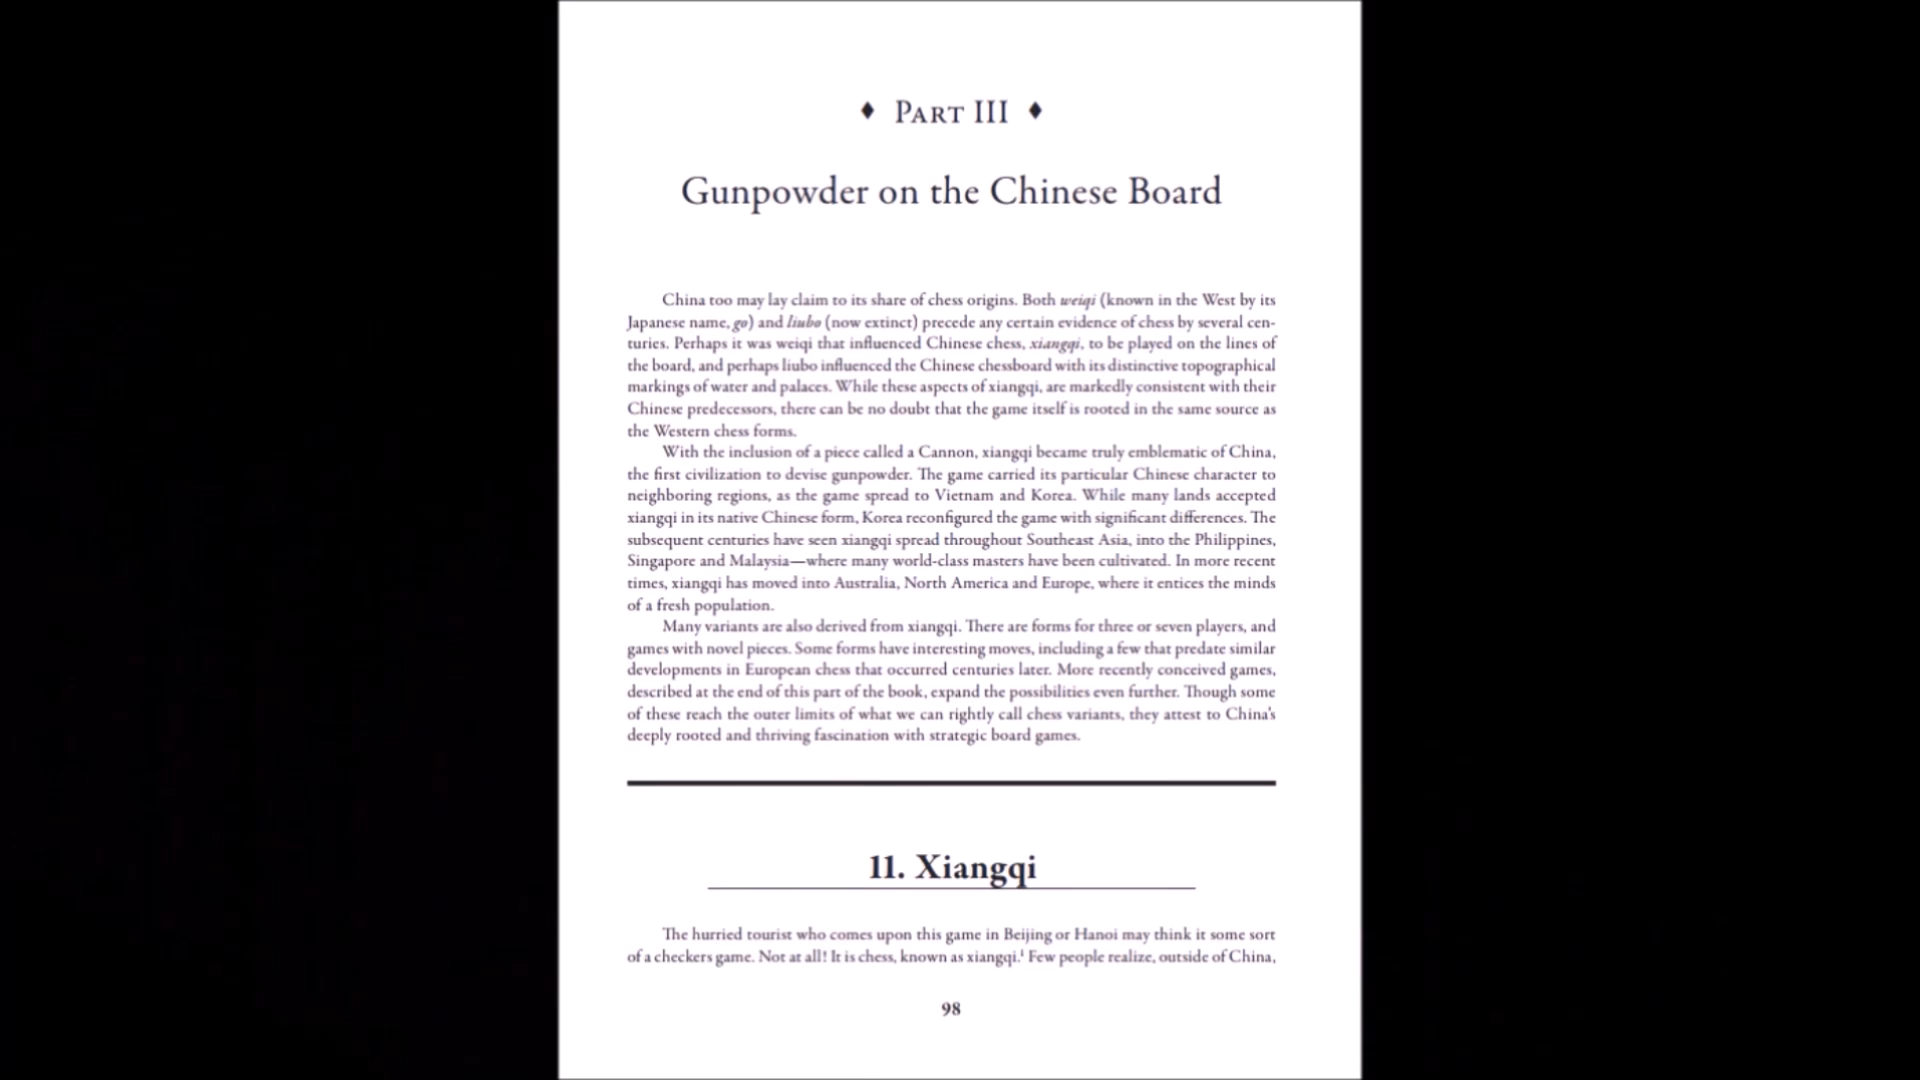 ♦ Part III ♦
Gunpowder on the Chinese Board
China too may lay claim to its share of chess origins. Both weiqi (known in the West by its
Japanese name, go) and liubo (now extinct) precede any certain evidence of chess by several cen-
turies. Perhaps it was weiqi that influenced Chinese chess, xiangqi, to be played on the lines of
the board, and perhaps liubo influenced the Chinese chessboard with its distinctive topographical
markings of water and palaces. While these aspects of xiangqi, are markedly consistent with their
Chinese predecessors, there can be no doubt that the game itself is rooted in the same source as
the Western chess forms.
With the inclusion of a piece called a Cannon, xiangqi became truly emblematic of China,
the first civilization to devise gunpowder. The game carried its particular Chinese character to
neighboring regions, as the game spread to Vietnam and Korea. While many lands accepted
xiangqi in its native Chinese form, Korea reconfigured the game with significant differences. The
subsequent centuries have seen xiangqi spread throughout Southeast Asia, into the Philippines,
Singapore and Malaysia—where many world-class masters have been cultivated. In more recent
times, xiangqi has moved into Australia, North America and Europe, where it entices the minds
of a fresh population.
Many variants are also derived from xiangqi. There are forms for three or seven players, and
games with novel pieces. Some forms have interesting moves, including a few that predate similar
developments in European chess that occurred centuries later. More recently conceived games,
described at the end of this part of the book, expand the possibilities even further. Though some
of these reach the outer limits of what we can rightly call chess variants, they attest to China's
deeply rooted and thriving fascination with strategic board games.
11. Xiangqi
The hurried tourist who comes upon this game in Beijing or Hanoi may think it some sort
of a checkers game. Not at all! It is chess, known as xiangqi.¹ Few people realize, outside of China,
98